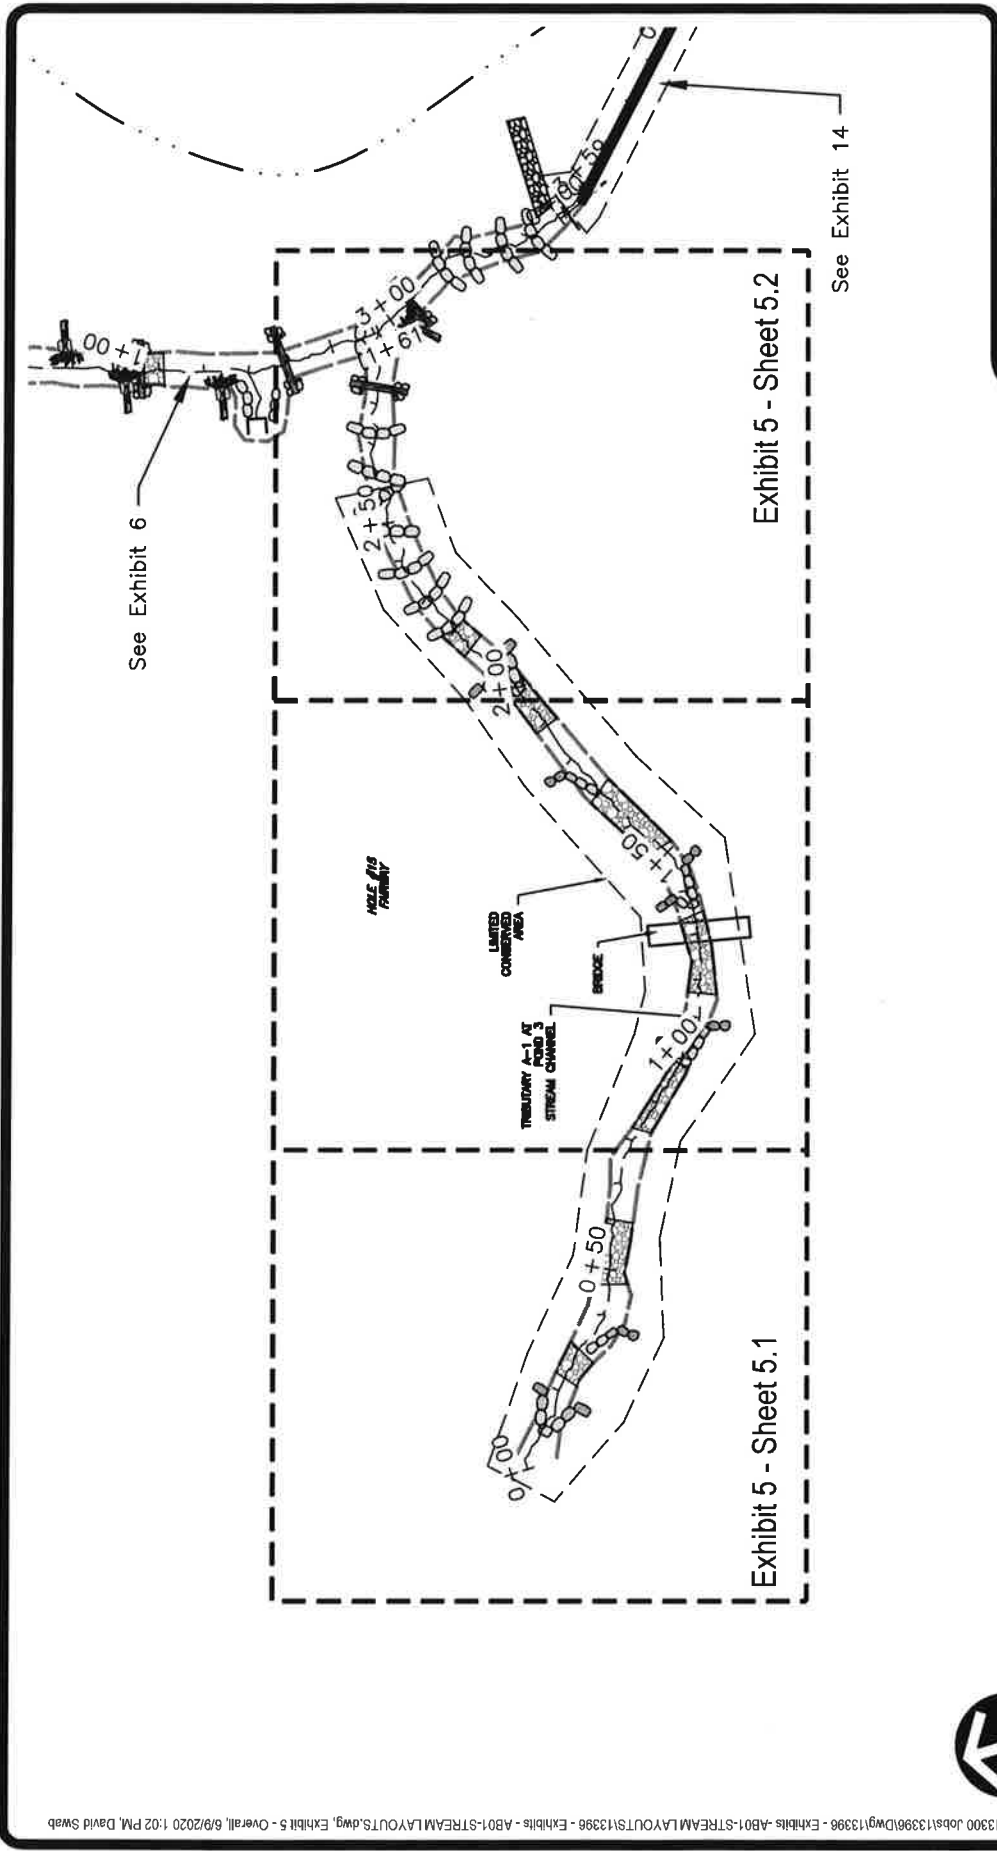 See Exhibit 6
See Exhibit 14
1+00
3+00
1+61
2+50
2+00
HOLE #15
FAIRWAY
LIMITED
CONSERVED
AREA
BRIDGE
TRIBUTARY A-1 AT
POND 3
STREAM CHANNEL
1+50
1+00
0+50
0+00
Exhibit 5 - Sheet 5.1
Exhibit 5 - Sheet 5.2
13300 Jobs\13396\Dwg\13396 - Exhibits -AB01-STREAM LAYOUTS\13396 - Exhibits - AB01-STREAM LAYOUTS.dwg, Exhibit 5 - Overall, 6/9/2020 1:02 PM, David Swab